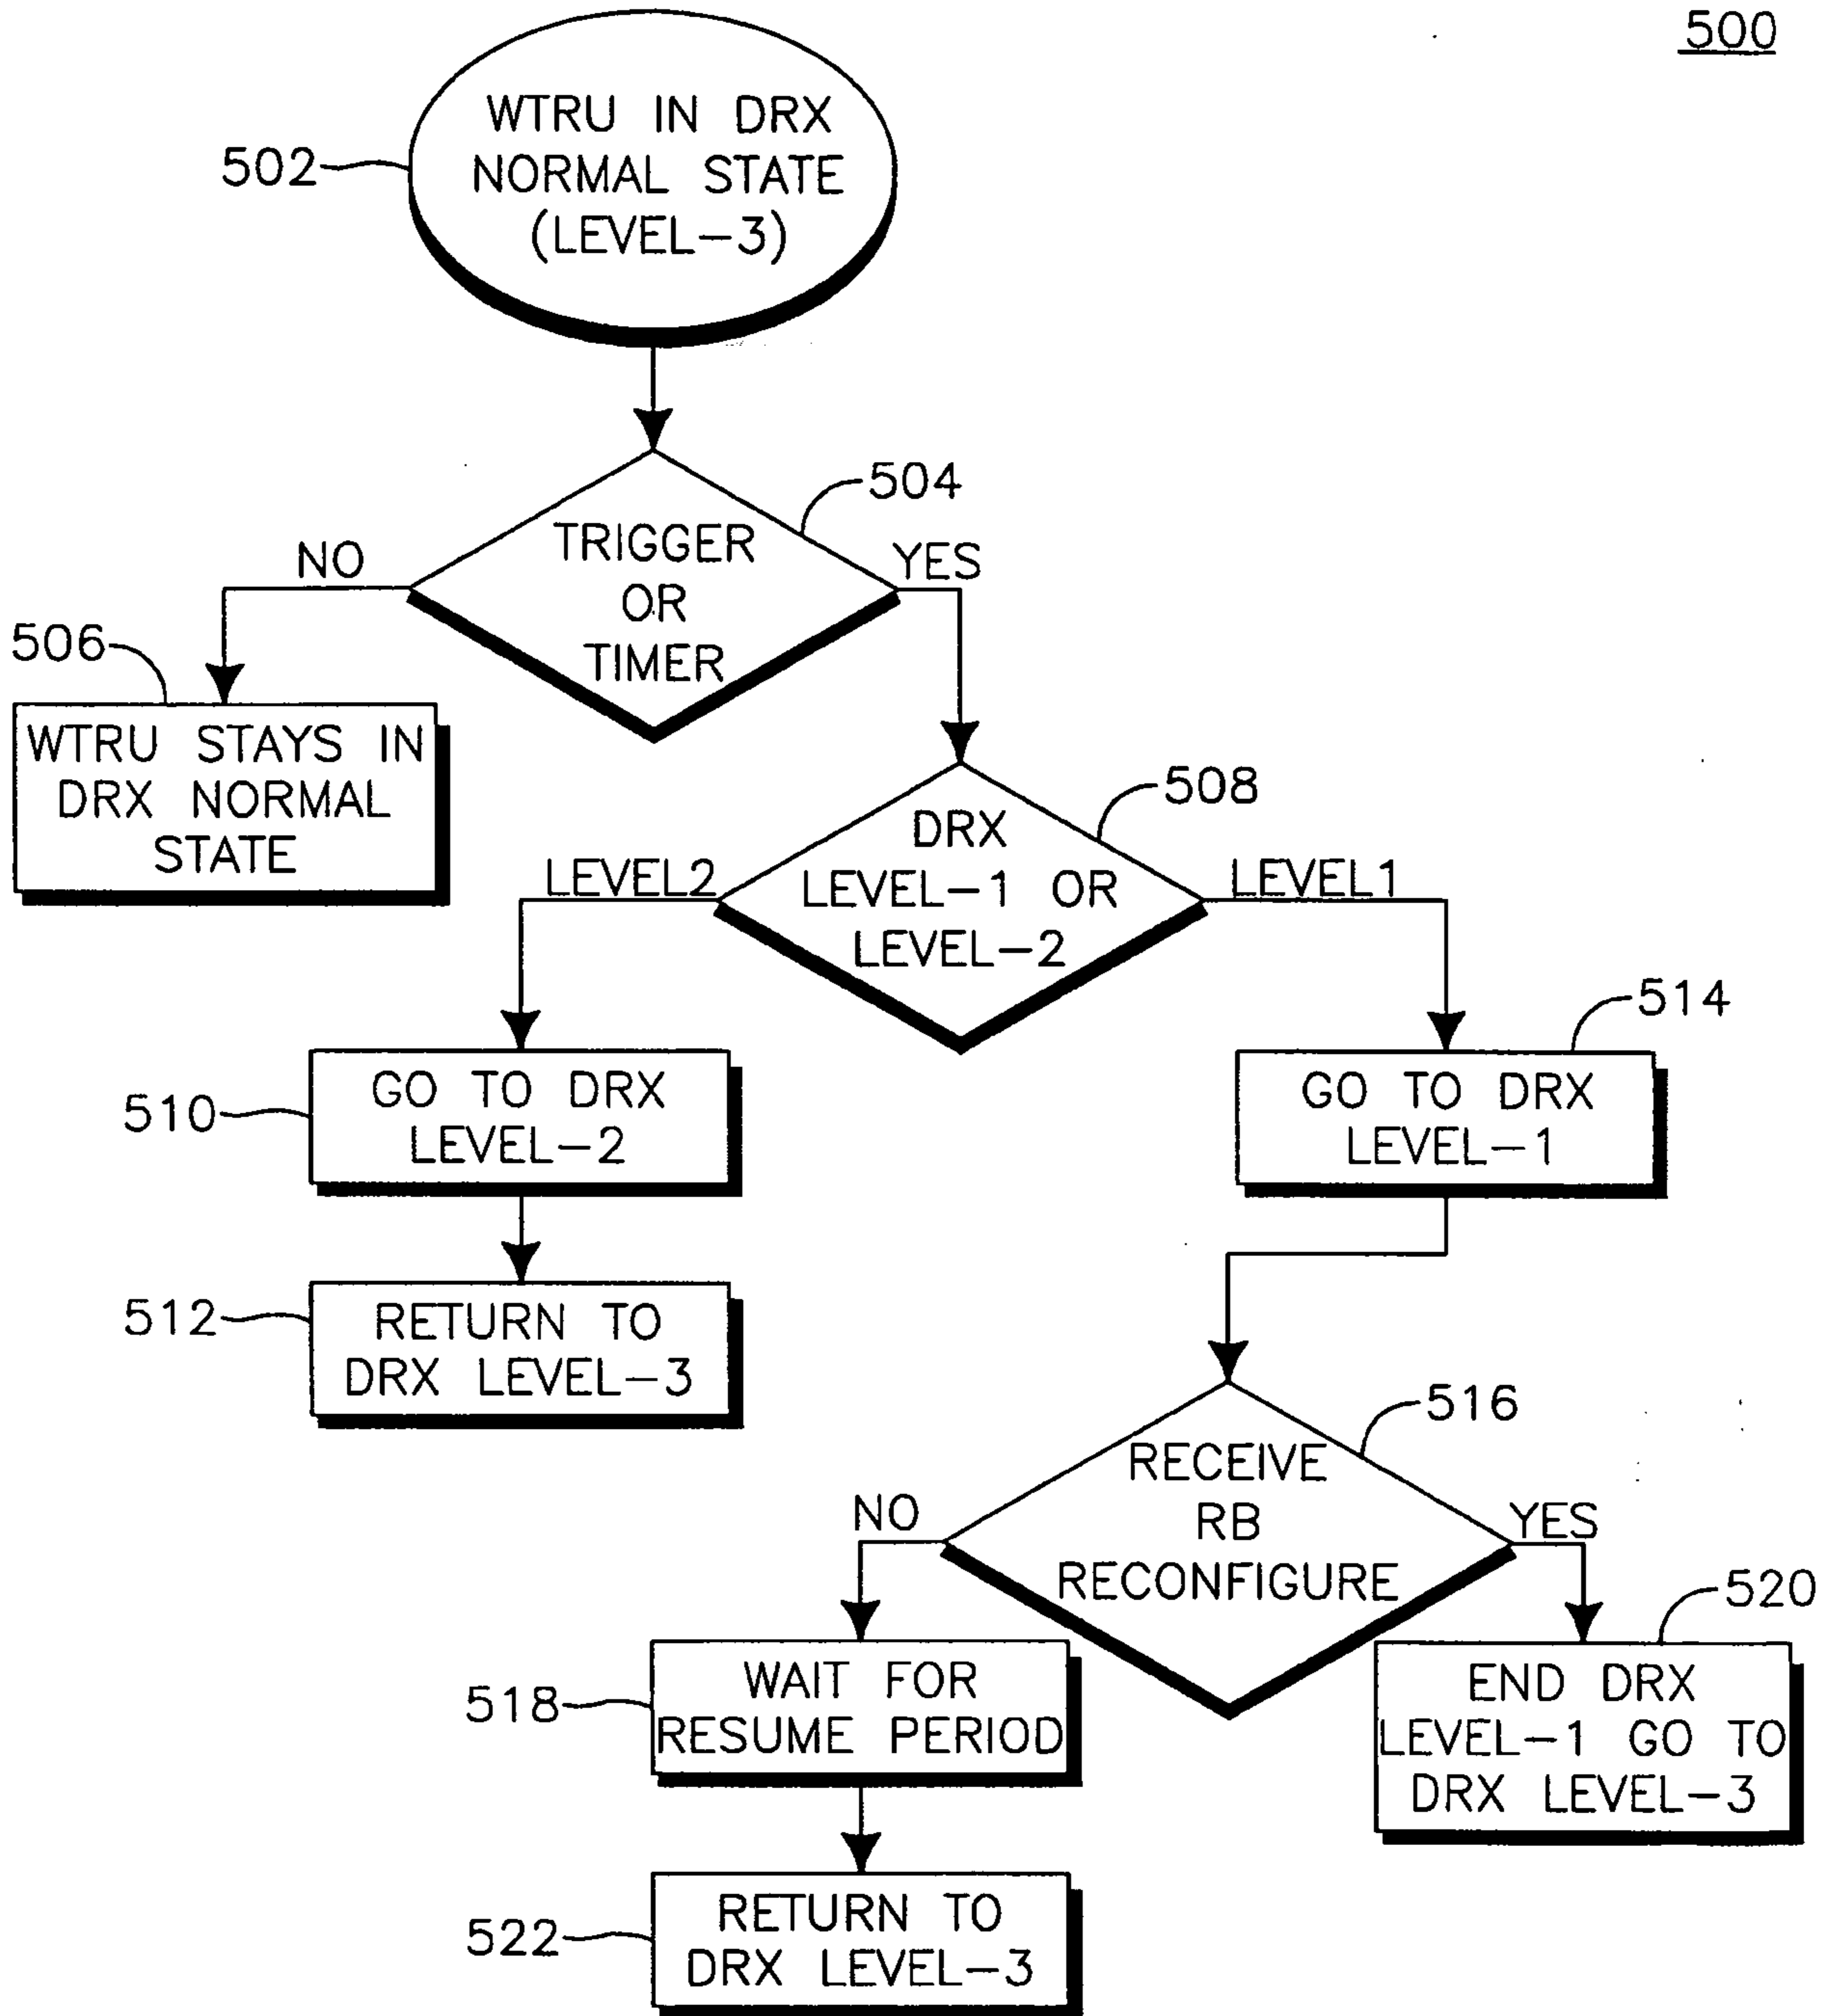 500
WTRU IN DRX
NORMAL STATE
(LEVEL-3)
502
504
TRIGGER
OR
TIMER
NO
YES
506
WTRU STAYS IN
DRX NORMAL
STATE
508
DRX
LEVEL-1 OR
LEVEL-2
LEVEL2
LEVEL1
510
GO TO DRX
LEVEL-2
514
GO TO DRX
LEVEL-1
512
RETURN TO
DRX LEVEL-3
516
RECEIVE
RB
RECONFIGURE
NO
YES
518
WAIT FOR
RESUME PERIOD
520
END DRX
LEVEL-1 GO TO
DRX LEVEL-3
522
RETURN TO
DRX LEVEL-3